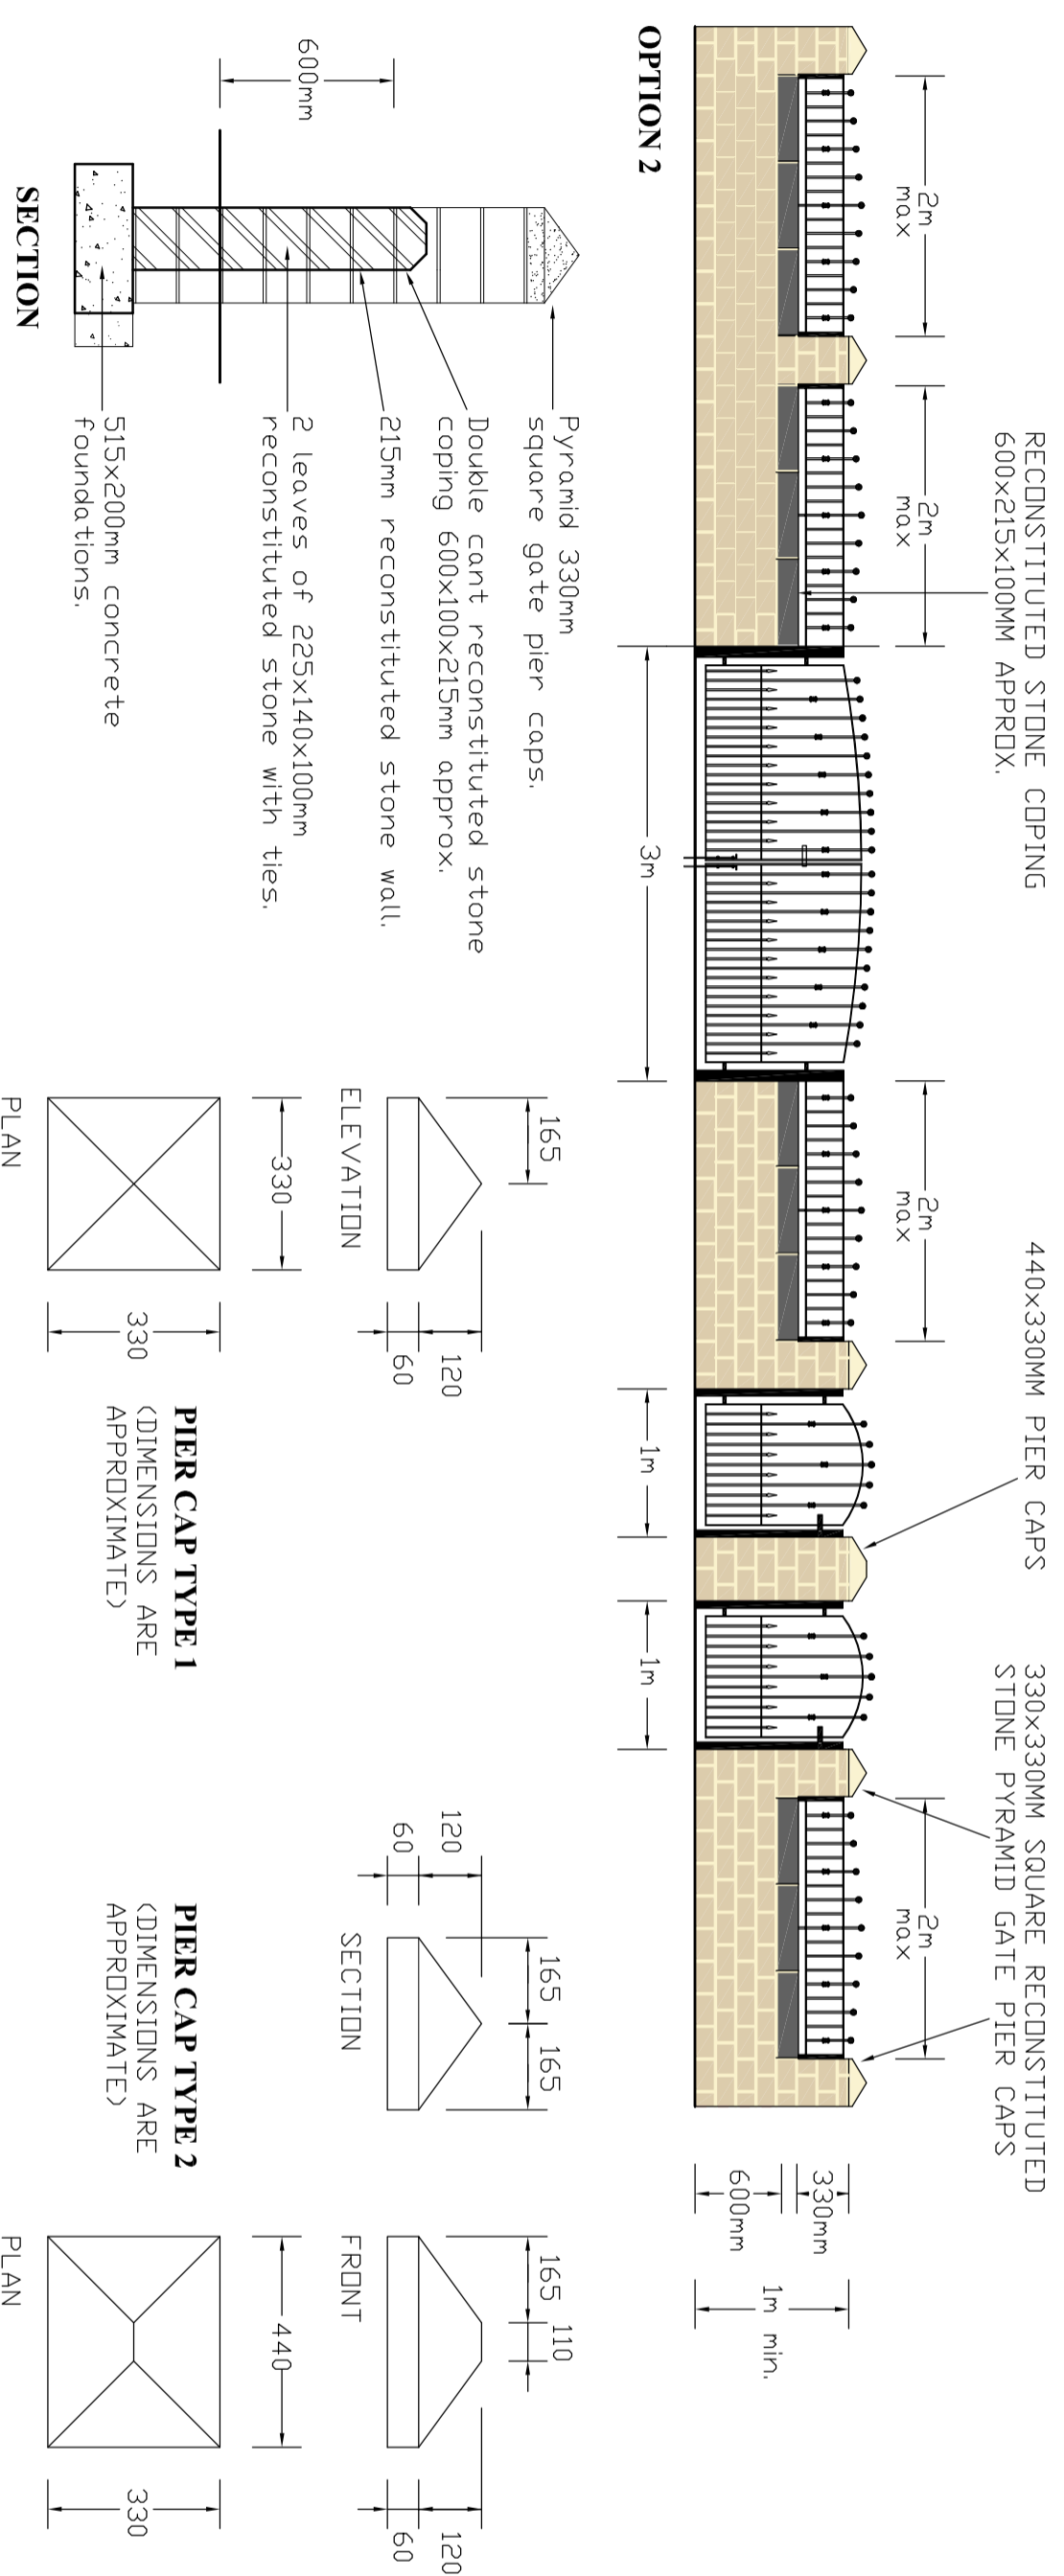 RECONSTITUTED STONE COPING
600x215x100MM APPROX.
440x330MM PIER CAPS
330x330MM SQUARE RECONSTITUTED
STONE PYRAMID GATE PIER CAPS
2m
max
2m
max
2m
max
2m
max
330mm
600mm
1m min.
3m
1m
1m
OPTION 2
600mm
Pyramid 330mm
square gate pier caps.
Double cant reconstituted stone
coping 600x100x215mm approx.
215mm reconstituted stone wall.
2 leaves of 225x140x100mm
reconstituted stone with ties.
515x200mm concrete
foundations.
SECTION
165
120
60
ELEVATION
330
330
PLAN
PIER CAP TYPE 1
(DIMENSIONS ARE
APPROXIMATE)
165
165
120
60
SECTION
PIER CAP TYPE 2
(DIMENSIONS ARE
APPROXIMATE)
165
110
120
60
FRONT
440
330
PLAN